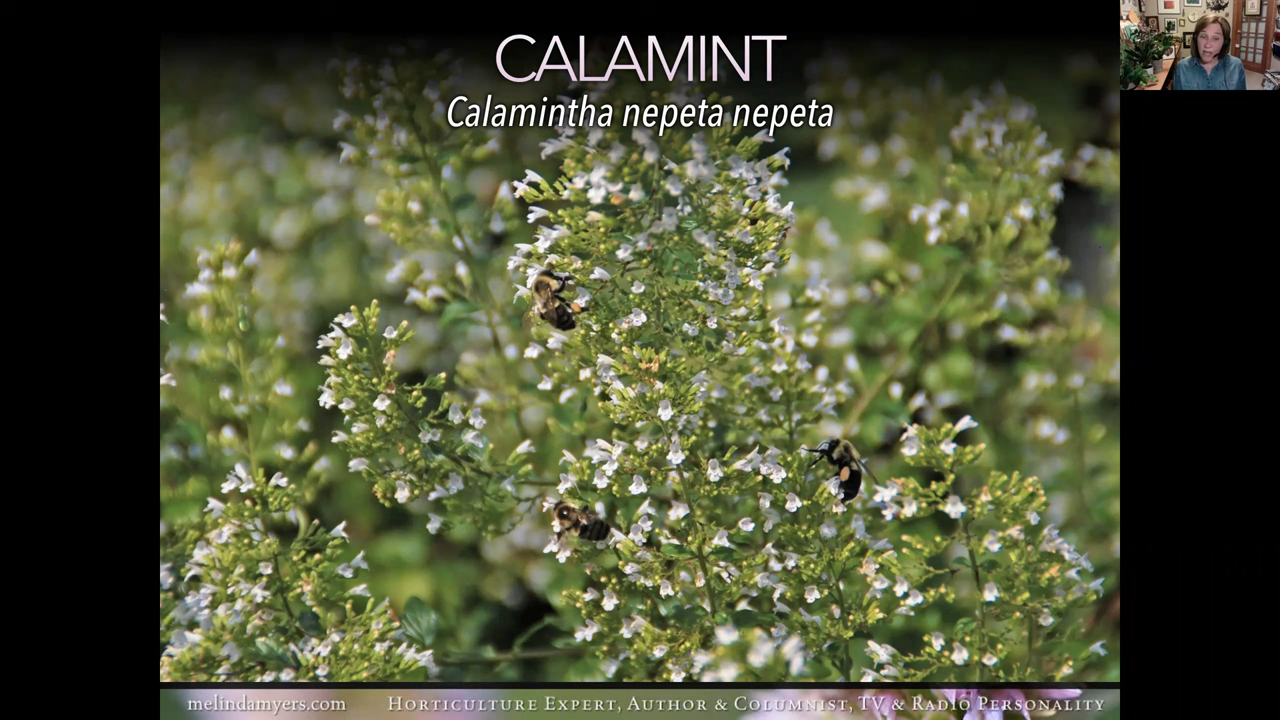 CALAMINT
Calamintha nepeta nepeta
melindamyers.com
HORTICULTURE EXPERT, AUTHOR & COLUMNIST, TV & RADIO PERSONALITY